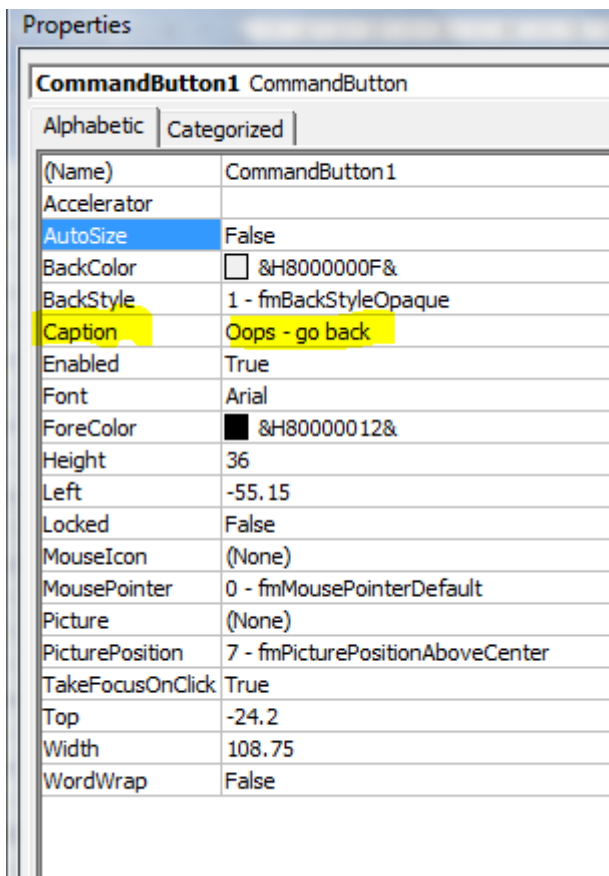 Properties
CommandButton1 CommandButton
Alphabetic Categorized
(Name) CommandButton1
Accelerator
AutoSize False
BackColor &H8000000F&
BackStyle 1 - fmBackStyleOpaque
Caption Oops - go back
Enabled True
Font Arial
ForeColor &H80000012&
Height 36
Left -55.15
Locked False
MouseIcon (None)
MousePointer 0 - fmMousePointerDefault
Picture (None)
PicturePosition 7 - fmPicturePositionAboveCenter
TakeFocusOnClick True
Top -24.2
Width 108.75
WordWrap False